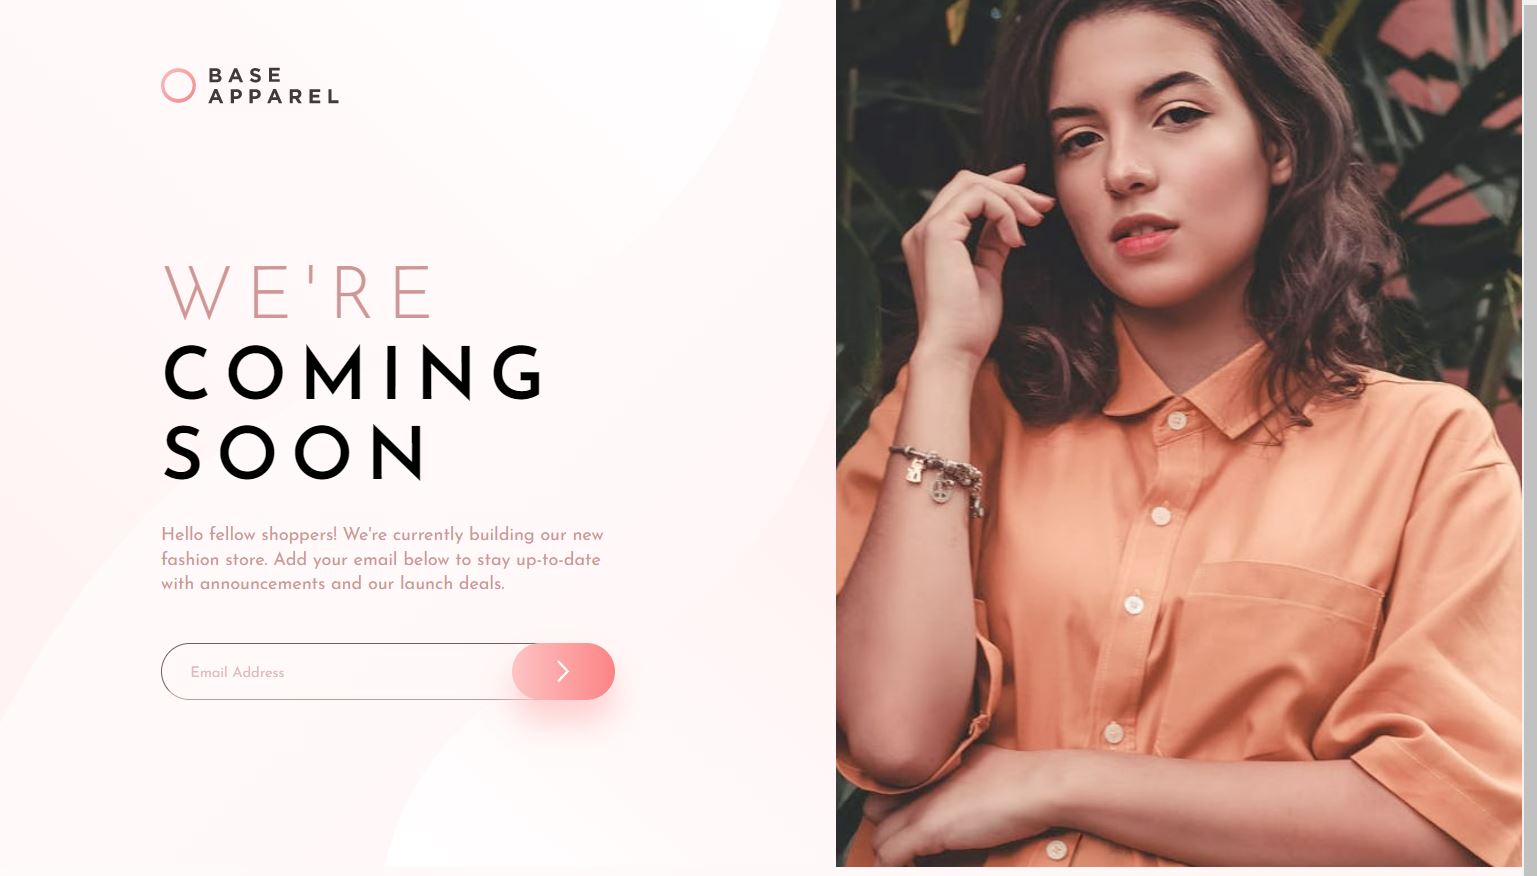 BASE
APPAREL
WE'RE
COMING
SOON
Hello fellow shoppers! We're currently building our new
fashion store. Add your email below to stay up-to-date
with announcements and our launch deals.
Email Address